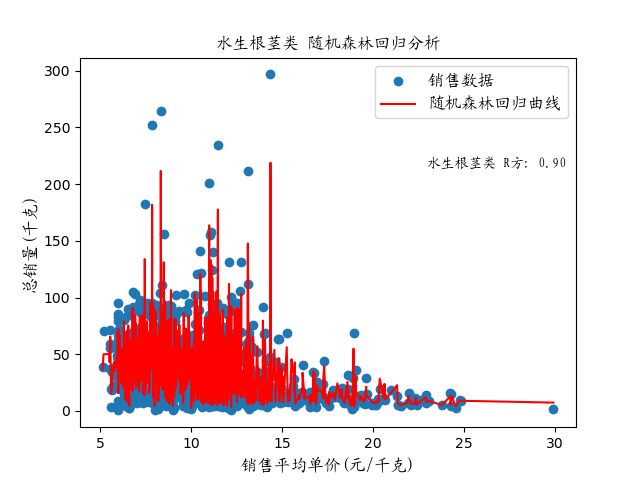 水生根茎类 随机森林回归分析
300
250
200
150
100
50
0
总销量(千克)
销售数据
随机森林回归曲线
水生根茎类 R方: 0.90
5 10 15 20 25 30
销售平均单价(元/千克)